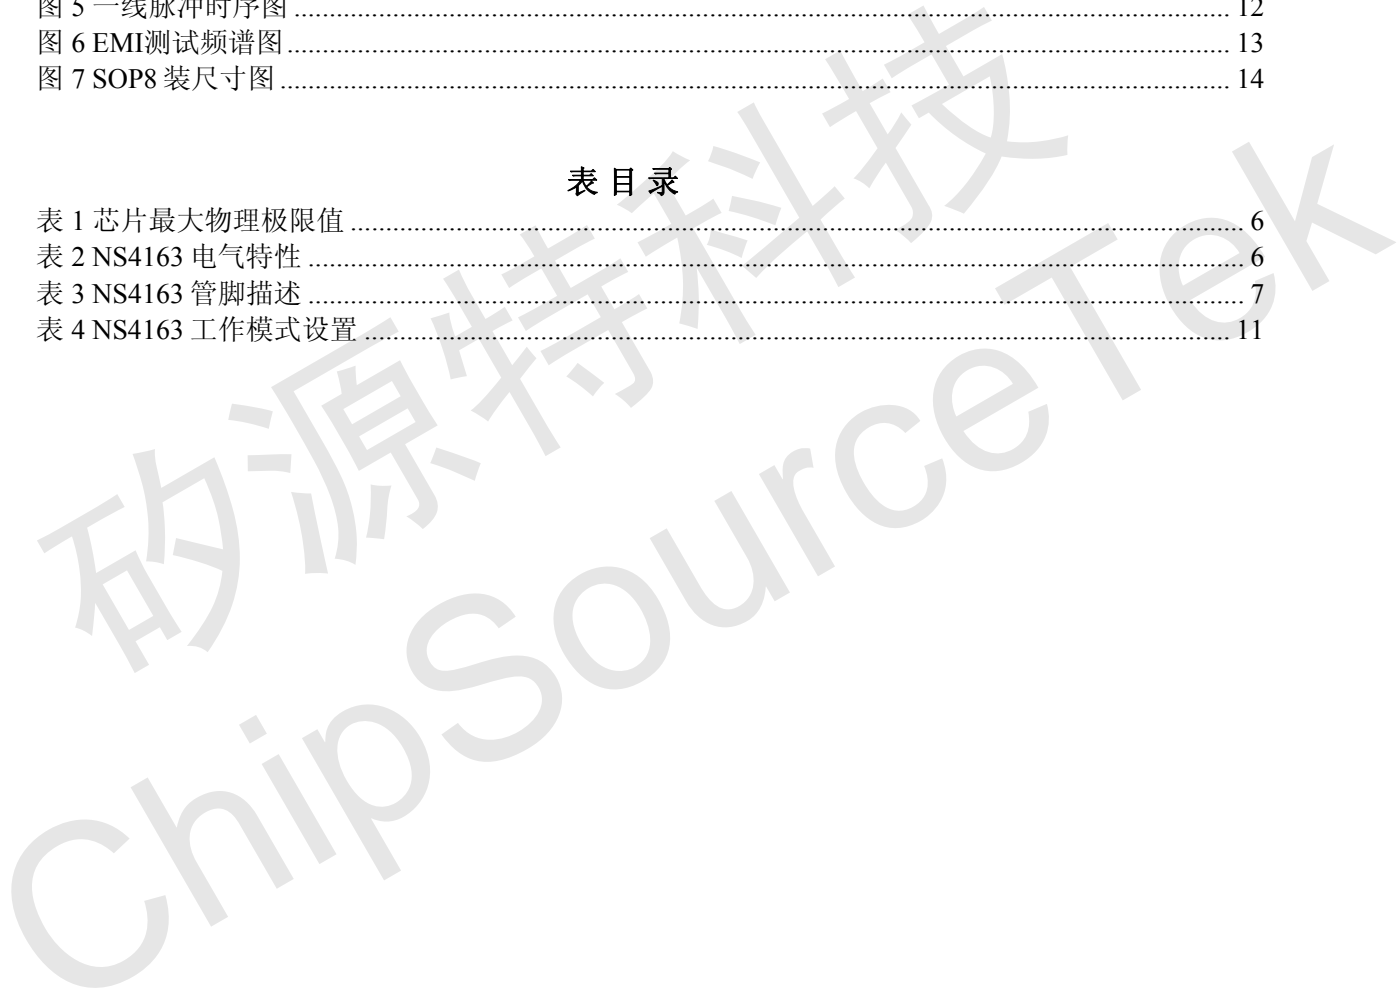 图 5 一线脉冲时序图 ........ 12
图 6 EMI测试频谱图 ........ 13
图 7 SOP8 装尺寸图 ........ 14
表 目 录
表 1 芯片最大物理极限值 ........ 6
表 2 NS4163 电气特性 ........ 6
表 3 NS4163 管脚描述 ........ 7
表 4 NS4163 工作模式设置 ........ 11
矽源特科技
ChipSourceTek